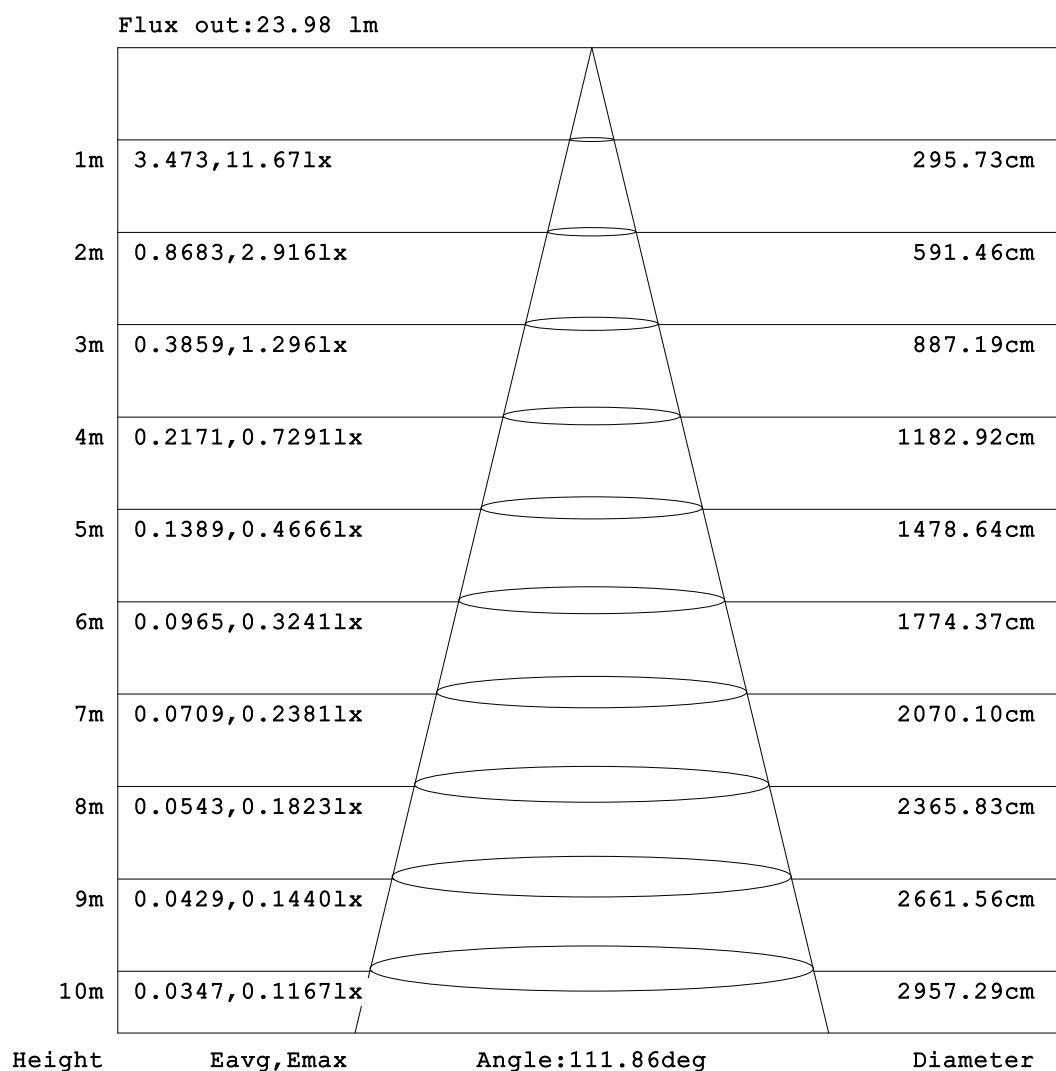 Flux out:23.98 lm
1m 3.473,11.67lx 295.73cm
2m 0.8683,2.916lx 591.46cm
3m 0.3859,1.296lx 887.19cm
4m 0.2171,0.7291lx 1182.92cm
5m 0.1389,0.4666lx 1478.64cm
6m 0.0965,0.3241lx 1774.37cm
7m 0.0709,0.2381lx 2070.10cm
8m 0.0543,0.1823lx 2365.83cm
9m 0.0429,0.1440lx 2661.56cm
10m 0.0347,0.1167lx 2957.29cm
Height Eavg,Emax Angle:111.86deg Diameter